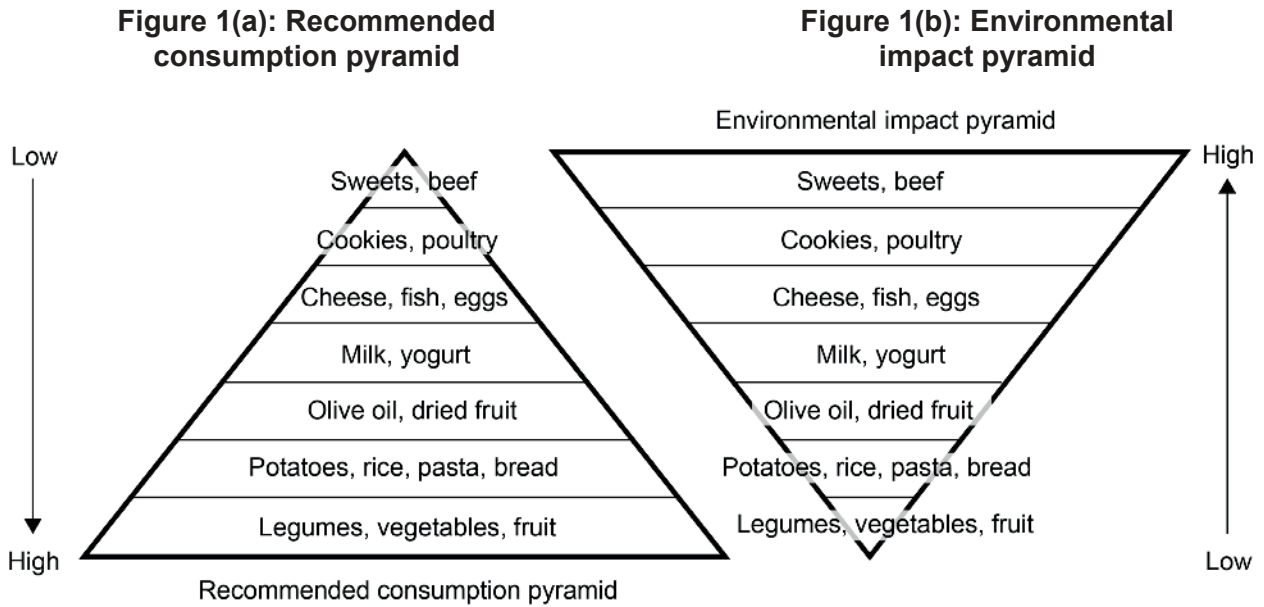 Figure 1(a): Recommended
consumption pyramid
Low
Sweets, beef
Cookies, poultry
Cheese, fish, eggs
Milk, yogurt
Olive oil, dried fruit
Potatoes, rice, pasta, bread
Legumes, vegetables, fruit
High
Recommended consumption pyramid
Figure 1(b): Environmental
impact pyramid
Environmental impact pyramid
High
Sweets, beef
Cookies, poultry
Cheese, fish, eggs
Milk, yogurt
Olive oil, dried fruit
Potatoes, rice, pasta, bread
Legumes, vegetables, fruit
Low